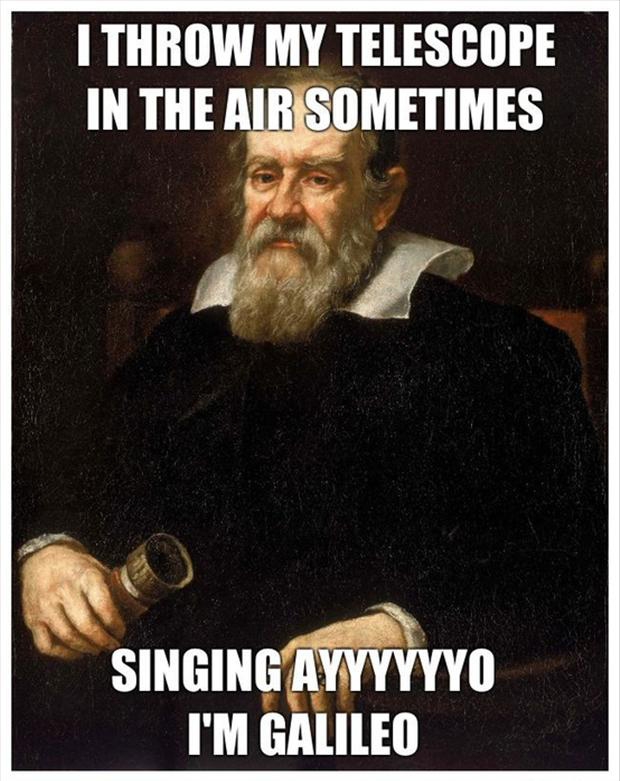 I THROW MY TELESCOPE
IN THE AIR SOMETIMES
SINGING AYYYYYYO
I'M GALILEO